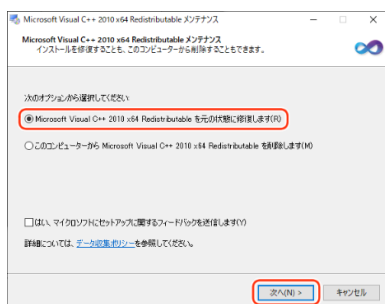 Microsoft Visual C++ 2010 x64 Redistributable メンテナンス
Microsoft Visual C++ 2010 x64 Redistributable メンテナンス
インストールを修復することも、このコンピューターから削除することもできます。
次のオプションから選択してください
Microsoft Visual C++ 2010 x64 Redistributable を元の状態に修復します(R)
このコンピューターから Microsoft Visual C++ 2010 x64 Redistributable を削除します(M)
はい、マイクロソフトにセットアップに関するフィードバックを送信します(Y)
詳細については、データ収集ポリシーを参照してください。
次へ(N) >
キャンセル